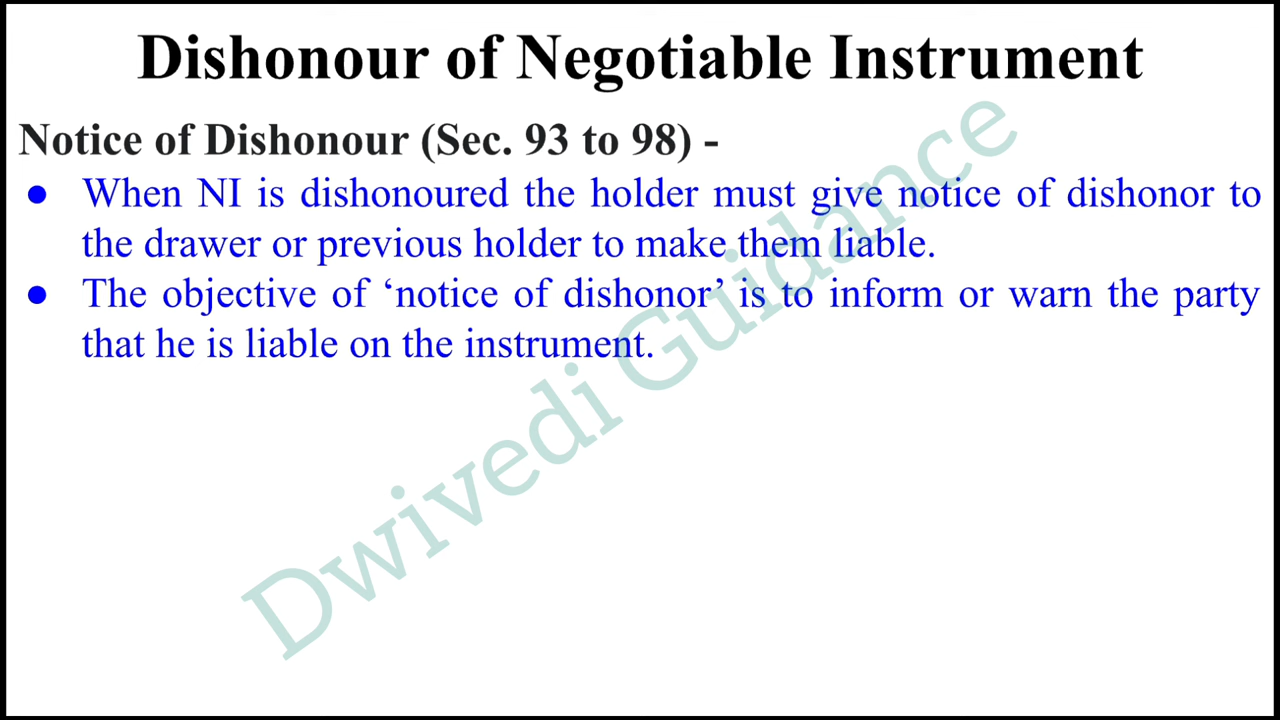 Dishonour of Negotiable Instrument
Notice of Dishonour (Sec. 93 to 98) -
● When NI is dishonoured the holder must give notice of dishonor to
the drawer or previous holder to make them liable.
● The objective of ‘notice of dishonor’ is to inform or warn the party
that he is liable on the instrument.
Dwivedi Guidance